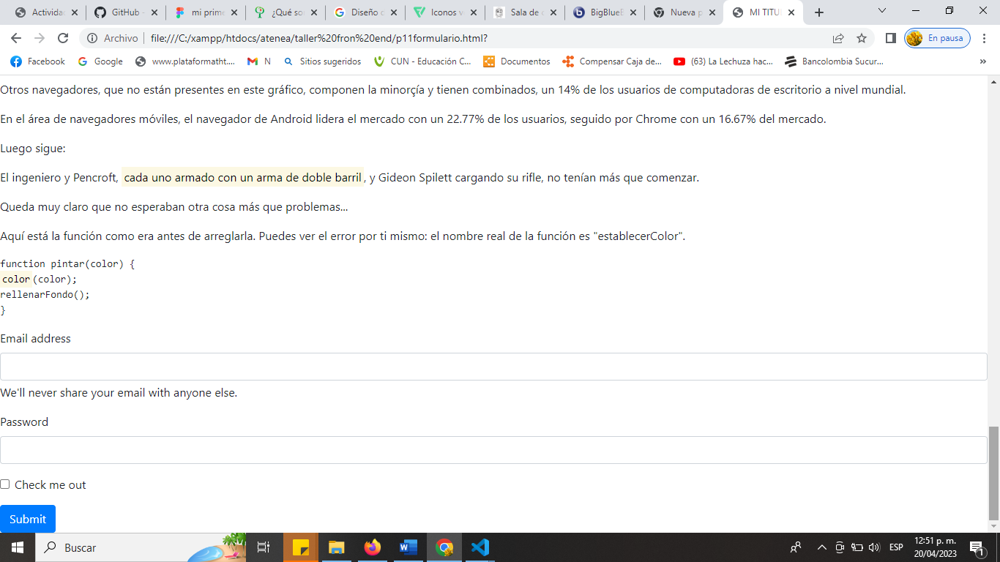 Activida
GitHub -
mi prime
¿Qué so
Diseño d
Iconos v
Sala de c
BigBlueB
Nueva p
MI TITU
Archivo | file:///C:/xampp/htdocs/atenea/taller%20fron%20end/p11formulario.html?
En pausa
Facebook
Google
www.plataformatht....
N
Sitios sugeridos
CUN - Educación C...
Documentos
Compensar Caja de...
(63) La Lechuza hac...
Bancolombia Sucur...
»
Otros navegadores, que no están presentes en este gráfico, componen la minorçía y tienen combinados, un 14% de los usuarios de computadoras de escritorio a nivel mundial.
En el área de navegadores móviles, el navegador de Android lidera el mercado con un 22.77% de los usuarios, seguido por Chrome con un 16.67% del mercado.
Luego sigue:
El ingeniero y Pencroft, cada uno armado con un arma de doble barril, y Gideon Spilett cargando su rifle, no tenían más que comenzar.
Queda muy claro que no esperaban otra cosa más que problemas...
Aquí está la función como era antes de arreglarla. Puedes ver el error por ti mismo: el nombre real de la función es "establecerColor".
function pintar(color) {
color(color);
rellenarFondo();
}
Email address
We'll never share your email with anyone else.
Password
Check me out
Submit
Buscar
ESP
12:51 p. m.
20/04/2023
1